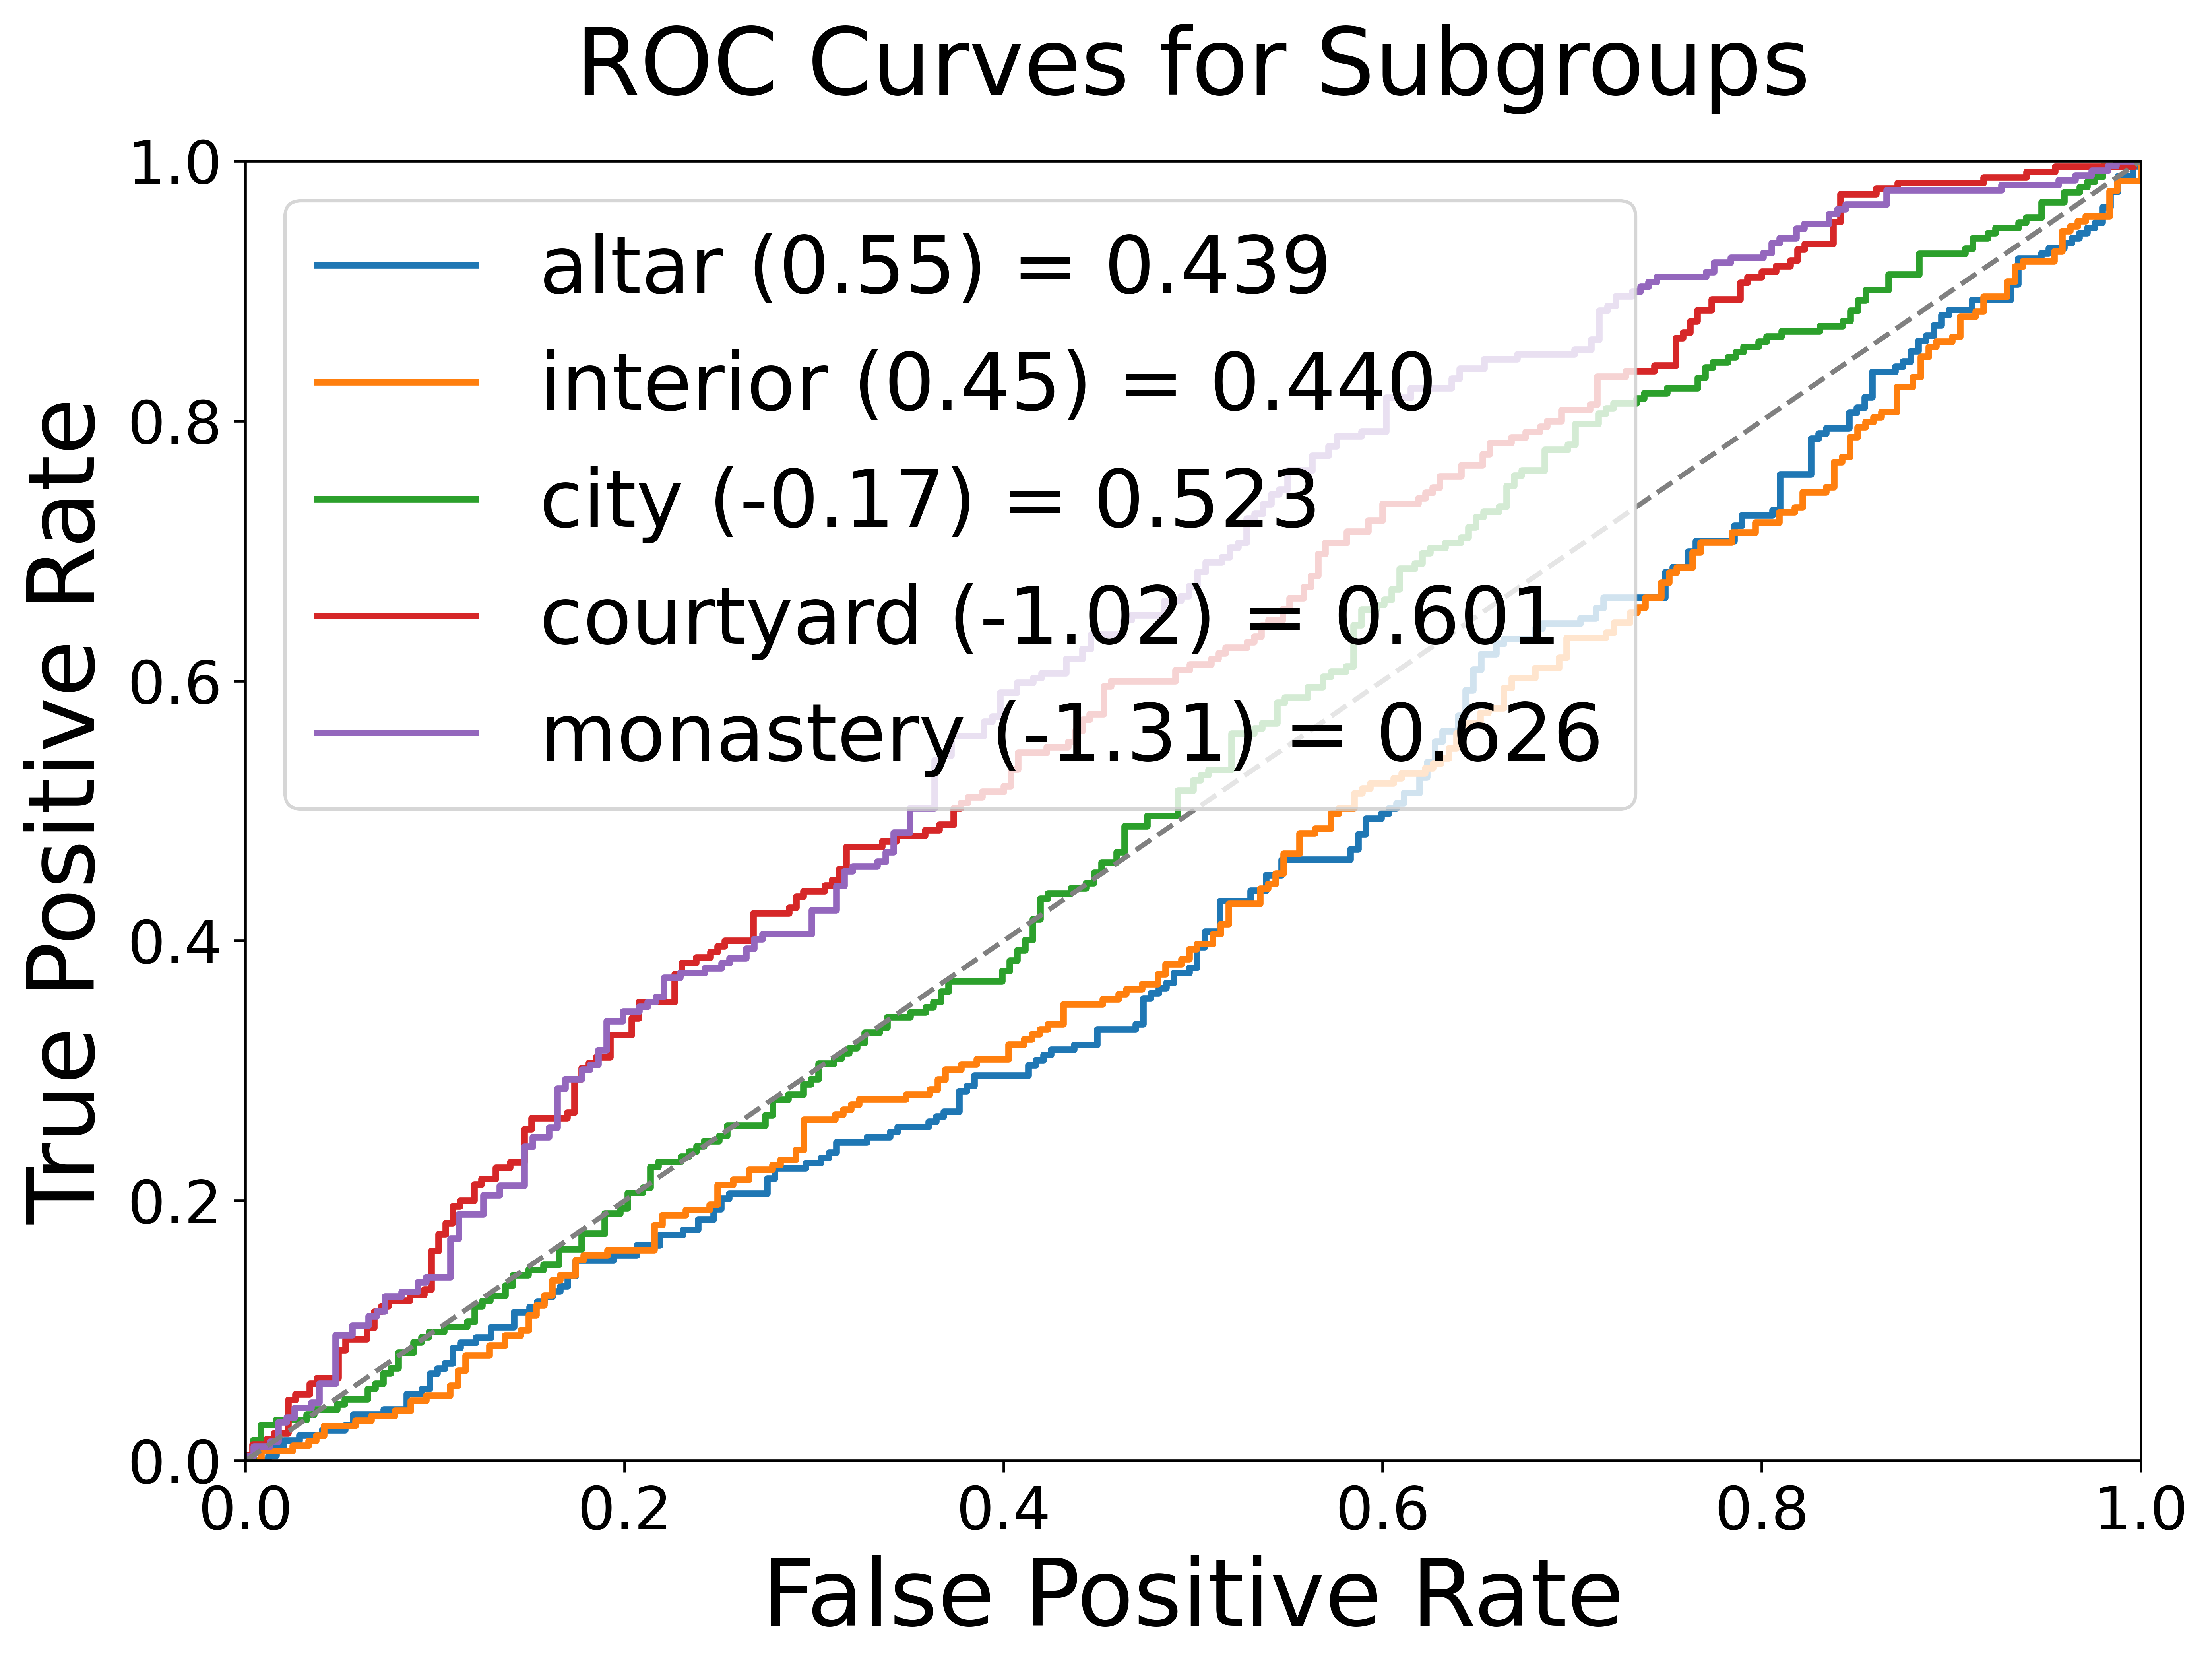 ROC Curves for Subgroups
True Positive Rate
1.0
0.8
0.6
0.4
0.2
0.0
altar (0.55) = 0.439
interior (0.45) = 0.440
city (-0.17) = 0.523
courtyard (-1.02) = 0.601
monastery (-1.31) = 0.626
0.0 0.2 0.4 0.6 0.8 1.0
False Positive Rate